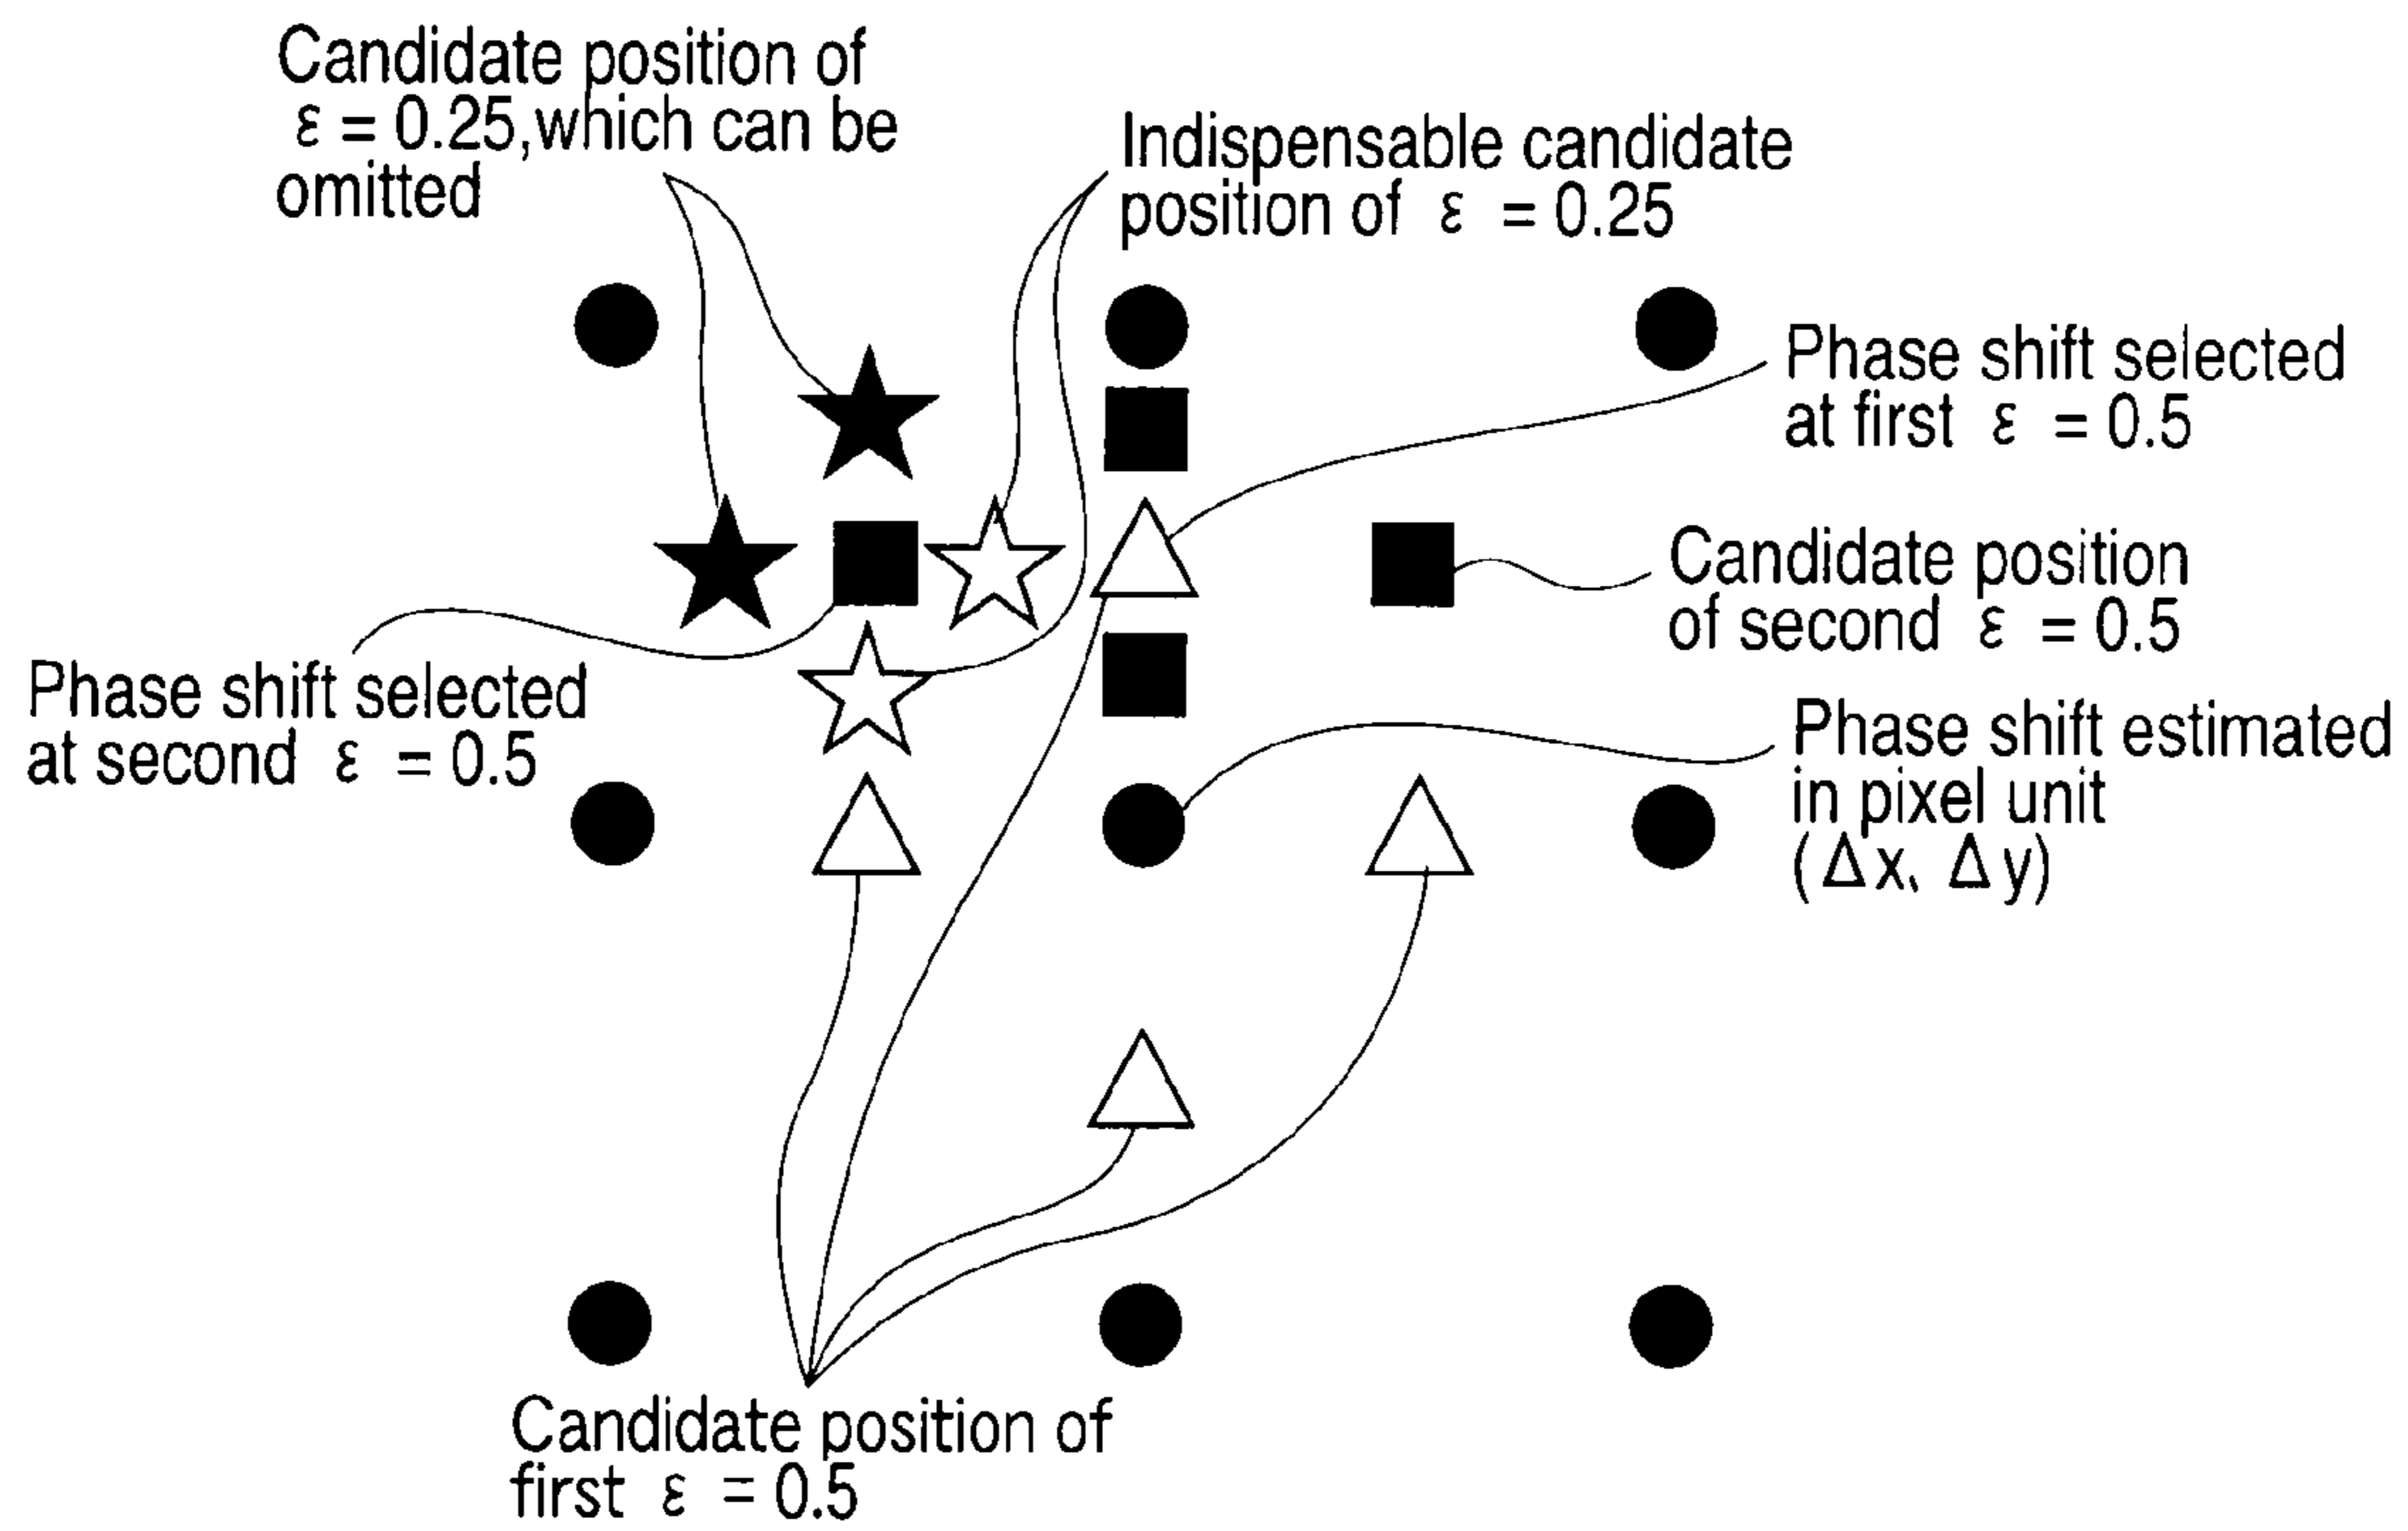 Candidate position of
ε = 0.25,which can be
omitted
Indispensable candidate
position of ε = 0.25
Phase shift selected
at first ε = 0.5
Candidate position
of second ε = 0.5
Phase shift selected
at second ε = 0.5
Phase shift estimated
in pixel unit
(Δx, Δy)
Candidate position of
first ε = 0.5